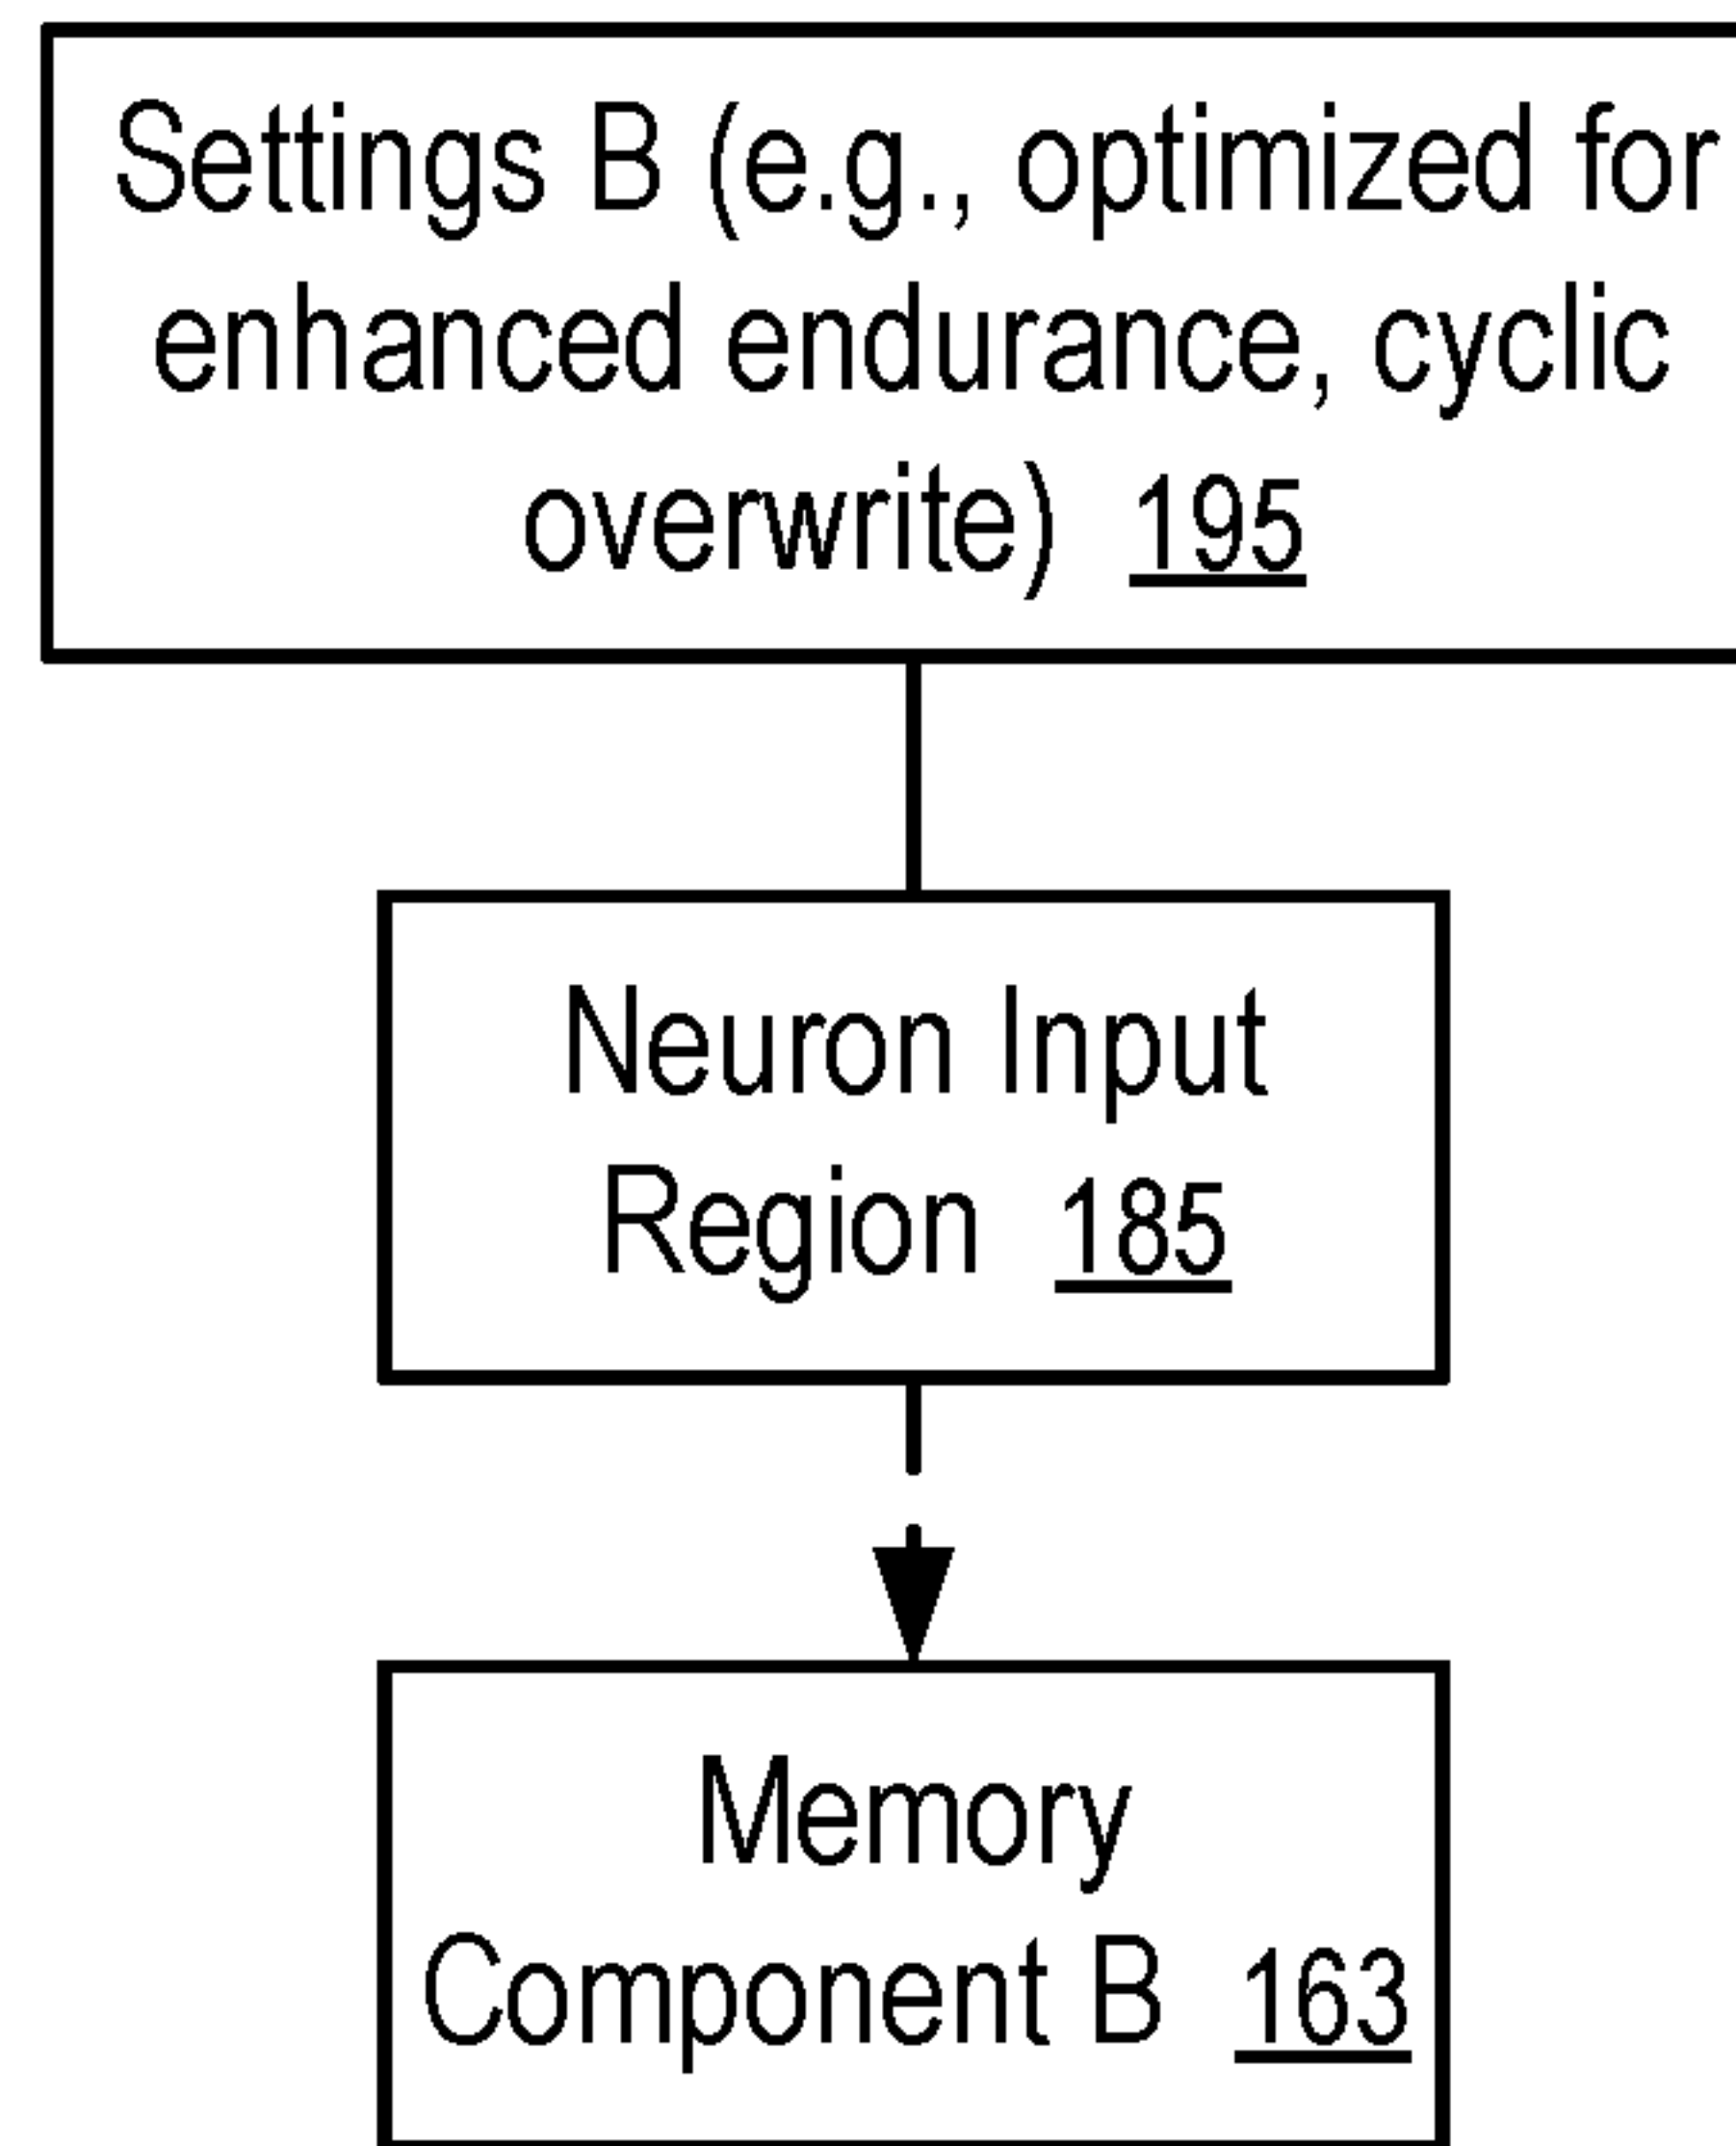 Settings B (e.g., optimized for
enhanced endurance, cyclic
overwrite) 195
Neuron Input
Region 185
Memory
Component B 163